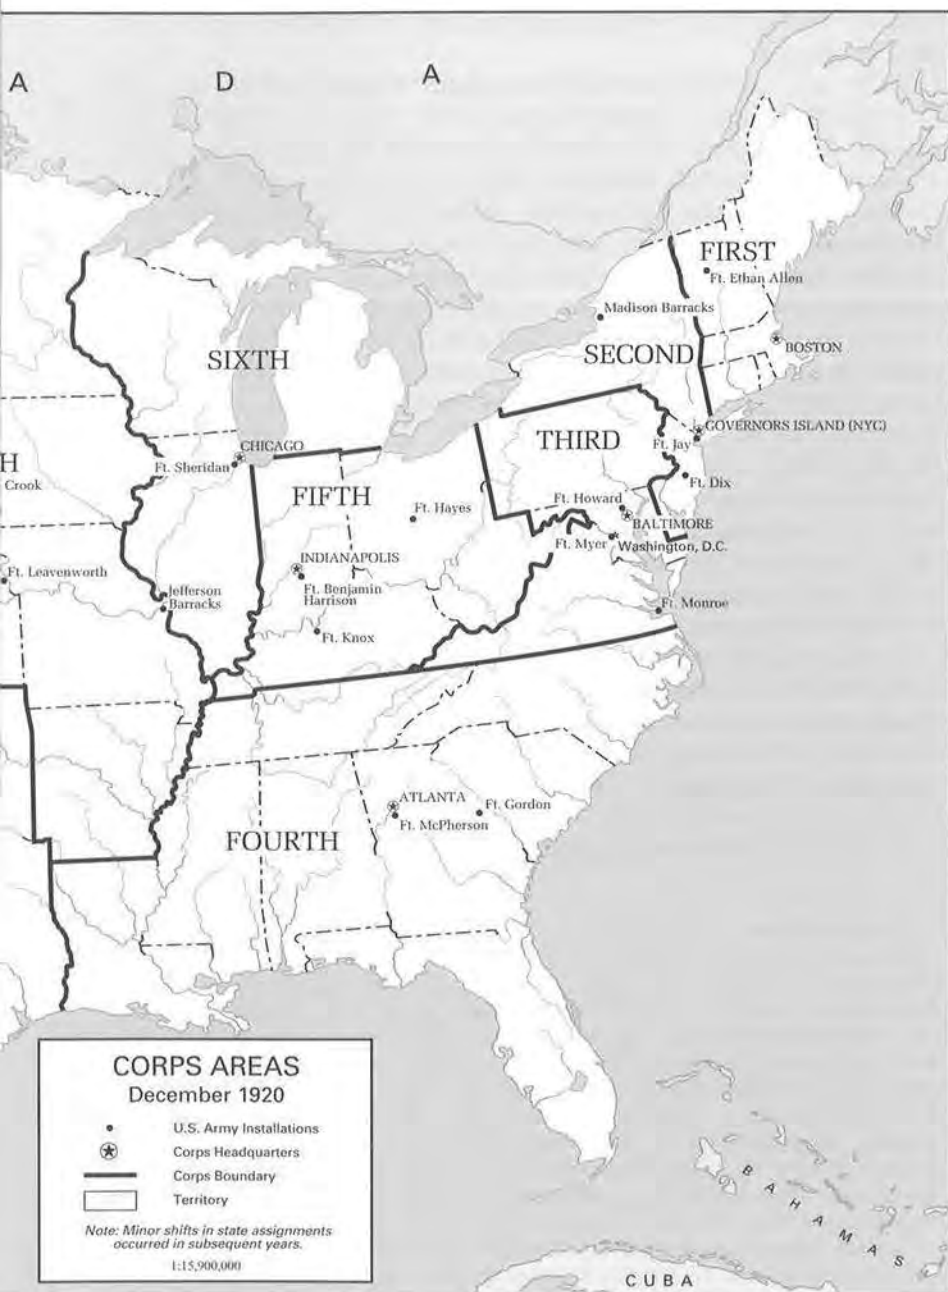 A D A
FIRST
Ft. Ethan Allen
Madison Barracks
SECOND
BOSTON
SIXTH
GOVERNORS ISLAND (NYC)
THIRD
Ft. Jay
CHICAGO
Ft. Sheridan
H
Crook
FIFTH
Ft. Dix
Ft. Howard
Ft. Hayes
BALTIMORE
Ft. Myer
Washington, D.C.
INDIANAPOLIS
Ft. Leavenworth
Ft. Benjamin
Harrison
Jefferson
Barracks
Ft. Monroe
Ft. Knox
ATLANTA
Ft. Gordon
Ft. McPherson
FOURTH
CORPS AREAS
December 1920
U.S. Army Installations
Corps Headquarters
Corps Boundary
Territory
Note: Minor shifts in state assignments
occurred in subsequent years.
1:15,900,000
BAHAMAS
CUBA